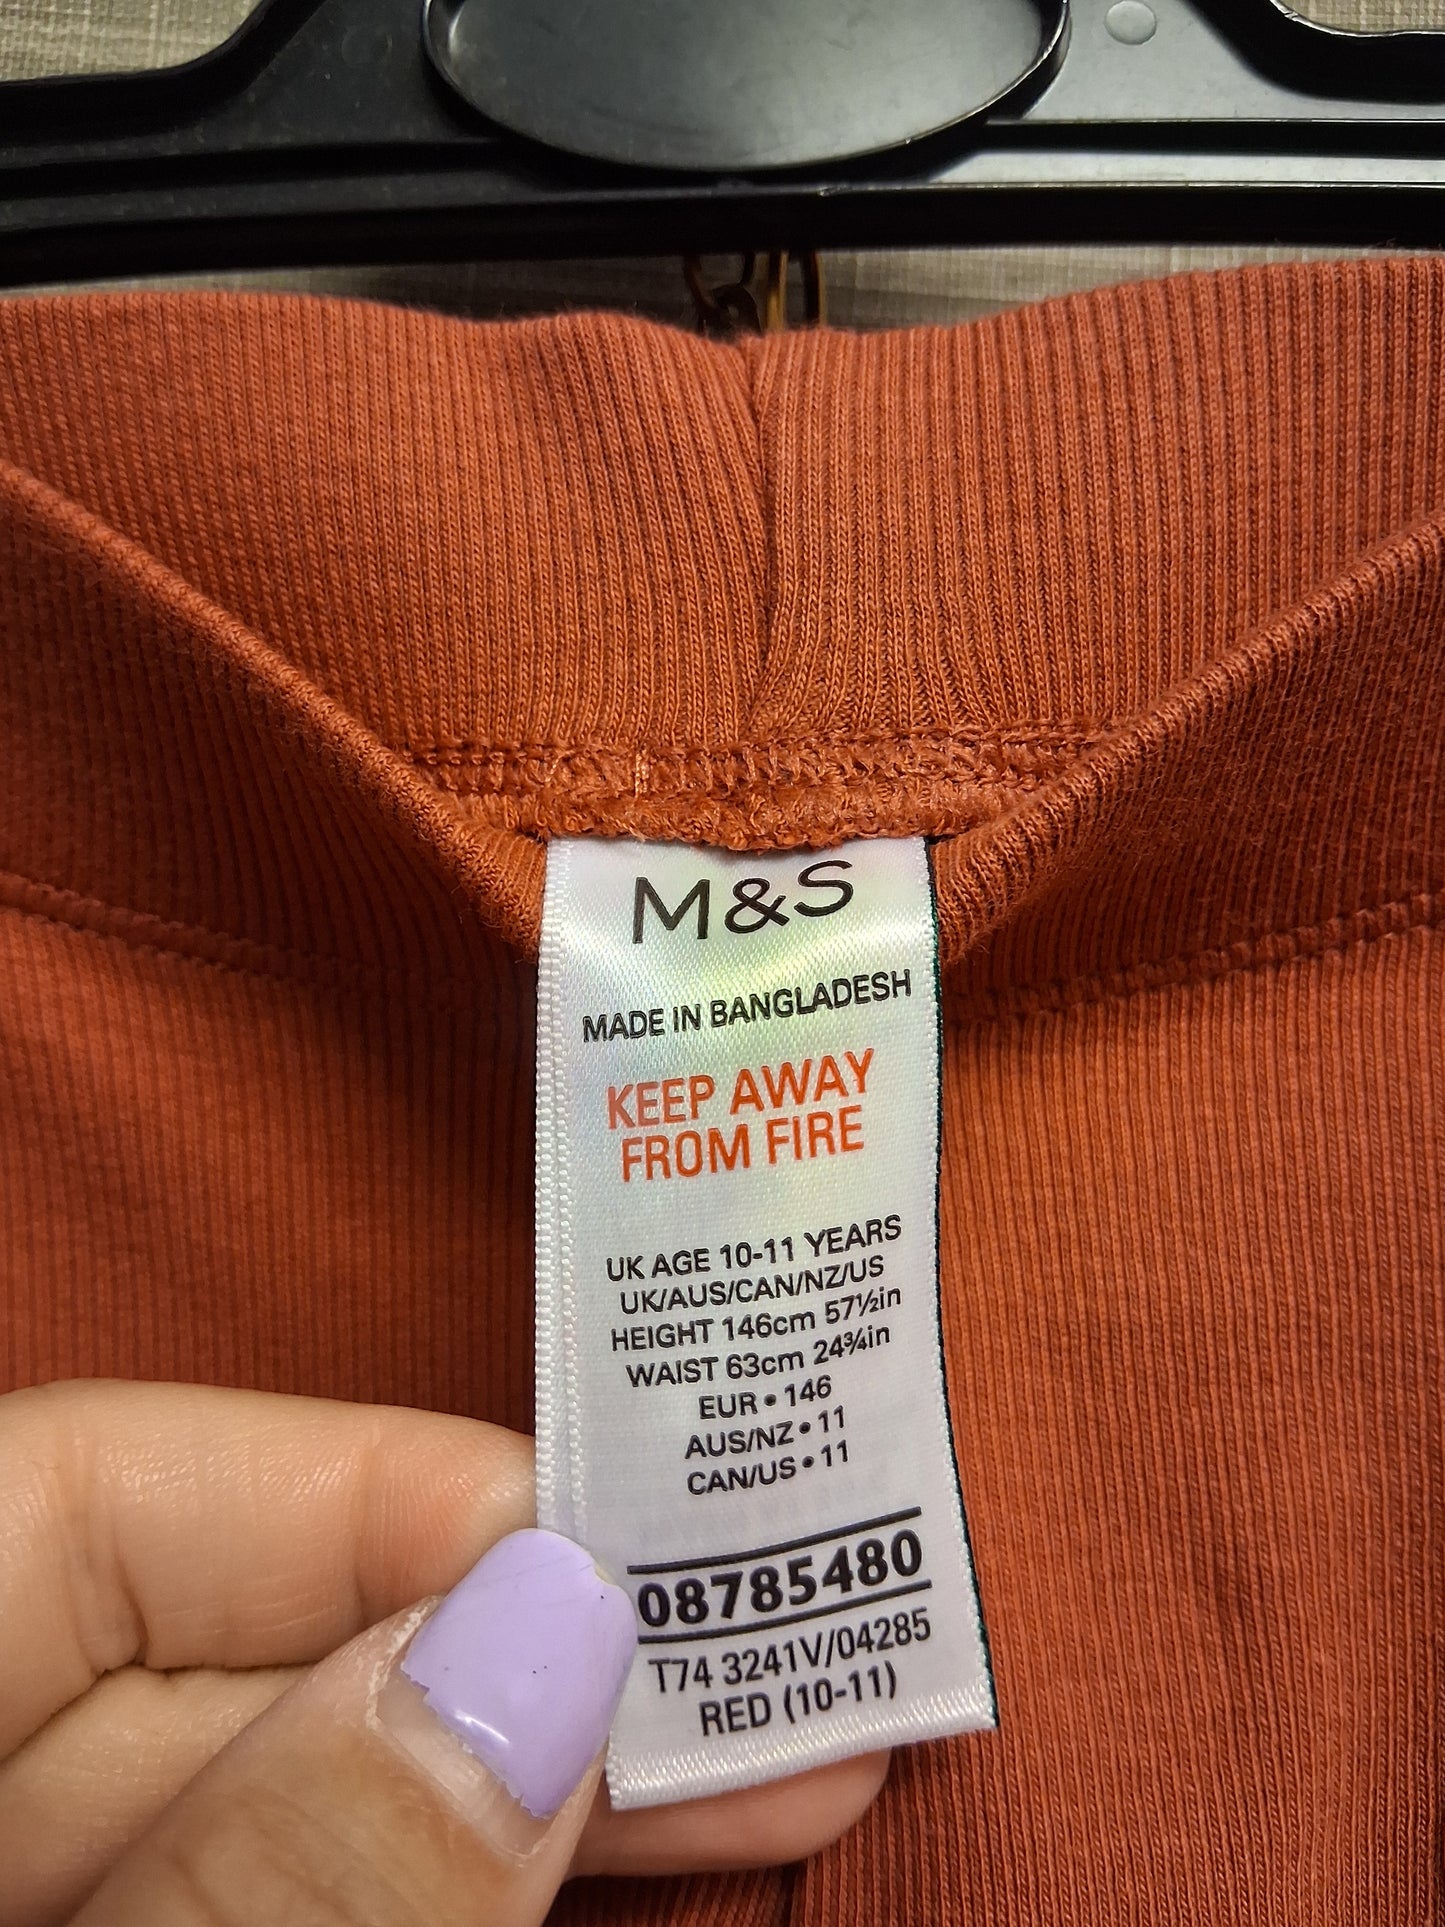 M&S
MADE IN BANGLADESH
KEEP AWAY
FROM FIRE
UK AGE 10-11 YEARS
UK/AUS/CAN/NZ/US
HEIGHT 146cm 57½in
WAIST 63cm 24¾in
EUR • 146
AUS/NZ • 11
CAN/US • 11
08785480
T74 3241V/04285
RED (10-11)